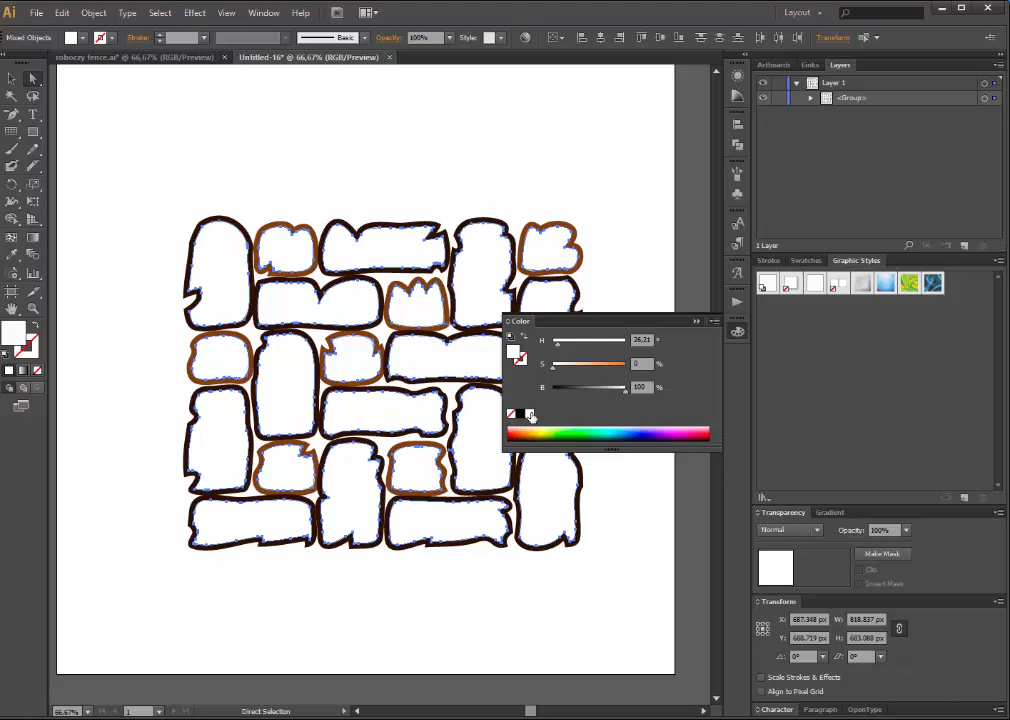 Ai File Edit Object Type Select Effect View Window Help Layout
Mixed Objects Stroke: Basic Opacity: 100% Style: Transform
roboczy fence.ai* @ 66,67% (RGB/Preview) × Untitled-16* @ 66,67% (RGB/Preview) ×
Artboards Links Layers
Layer 1
<Group>
1 Layer
Stroke Swatches Graphic Styles
Color
H 26,21 °
S 0 %
B 100 %
Transparency Gradient
Normal Opacity: 100%
Make Mask
Clip
Invert Mask
Transform
X: 687,348 px W: 818,837 px
Y: 688,719 px H: 683,088 px
0° 0°
Scale Strokes & Effects
Align to Pixel Grid
66,67% 1 Direct Selection
Character Paragraph OpenType